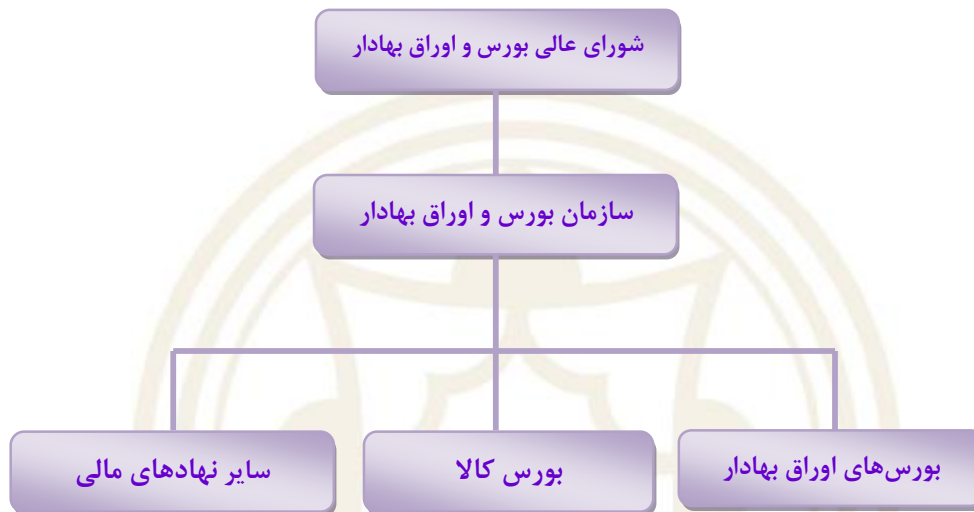 شورای عالی بورس و اوراق بهادار
سازمان بورس و اوراق بهادار
بورس‌های اوراق بهادار
بورس کالا
سایر نهادهای مالی